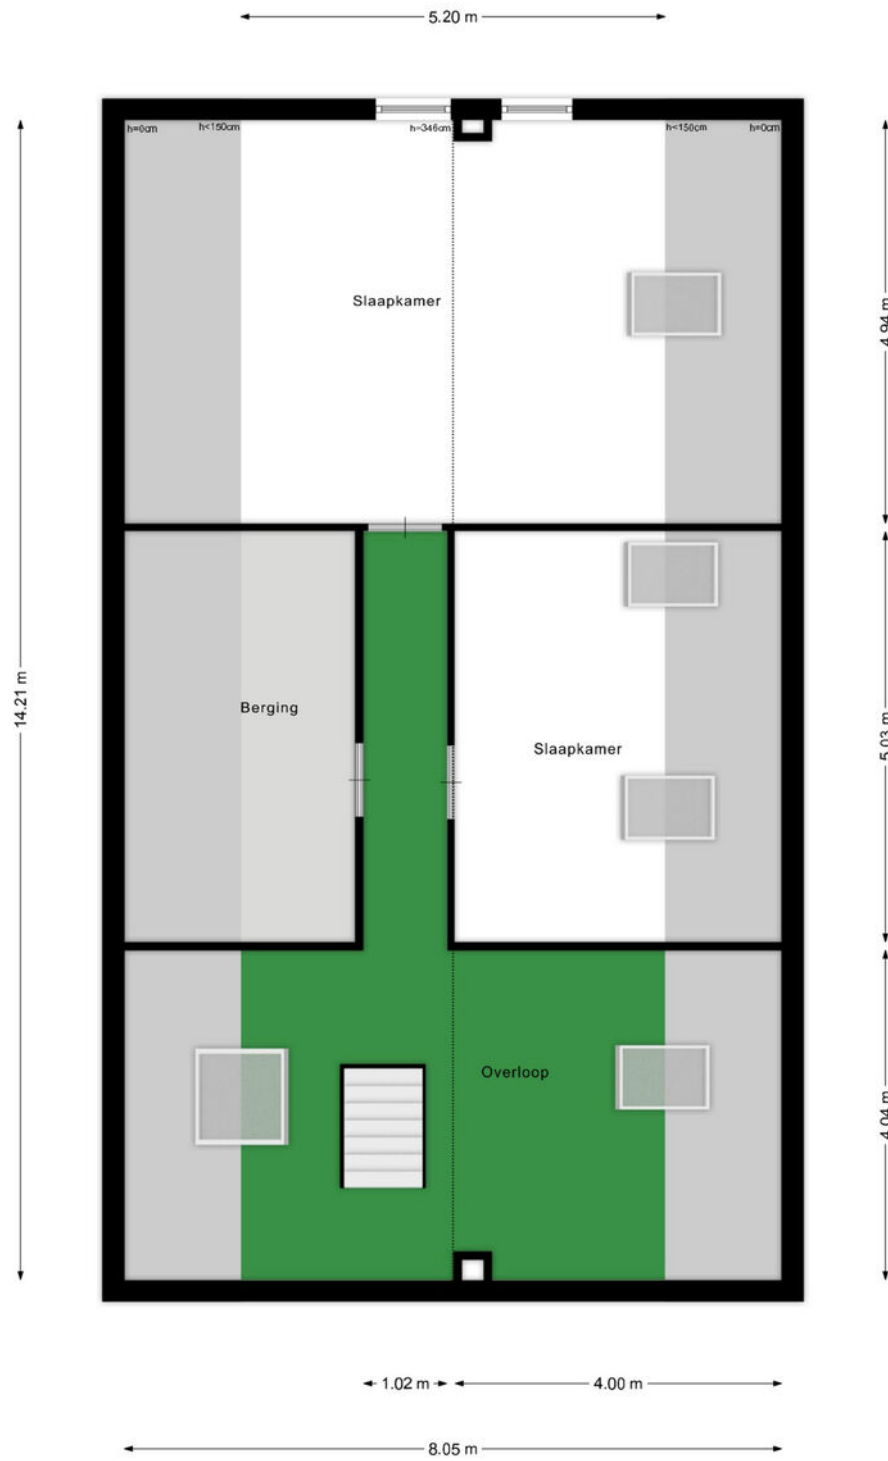 5.20 m
h=0cm
h<150cm
h=346cm
h<150cm
h=0cm
Slaapkamer
4.94 m
14.21 m
Berging
Slaapkamer
5.03 m
Overloop
4.04 m
1.02 m
4.00 m
8.05 m